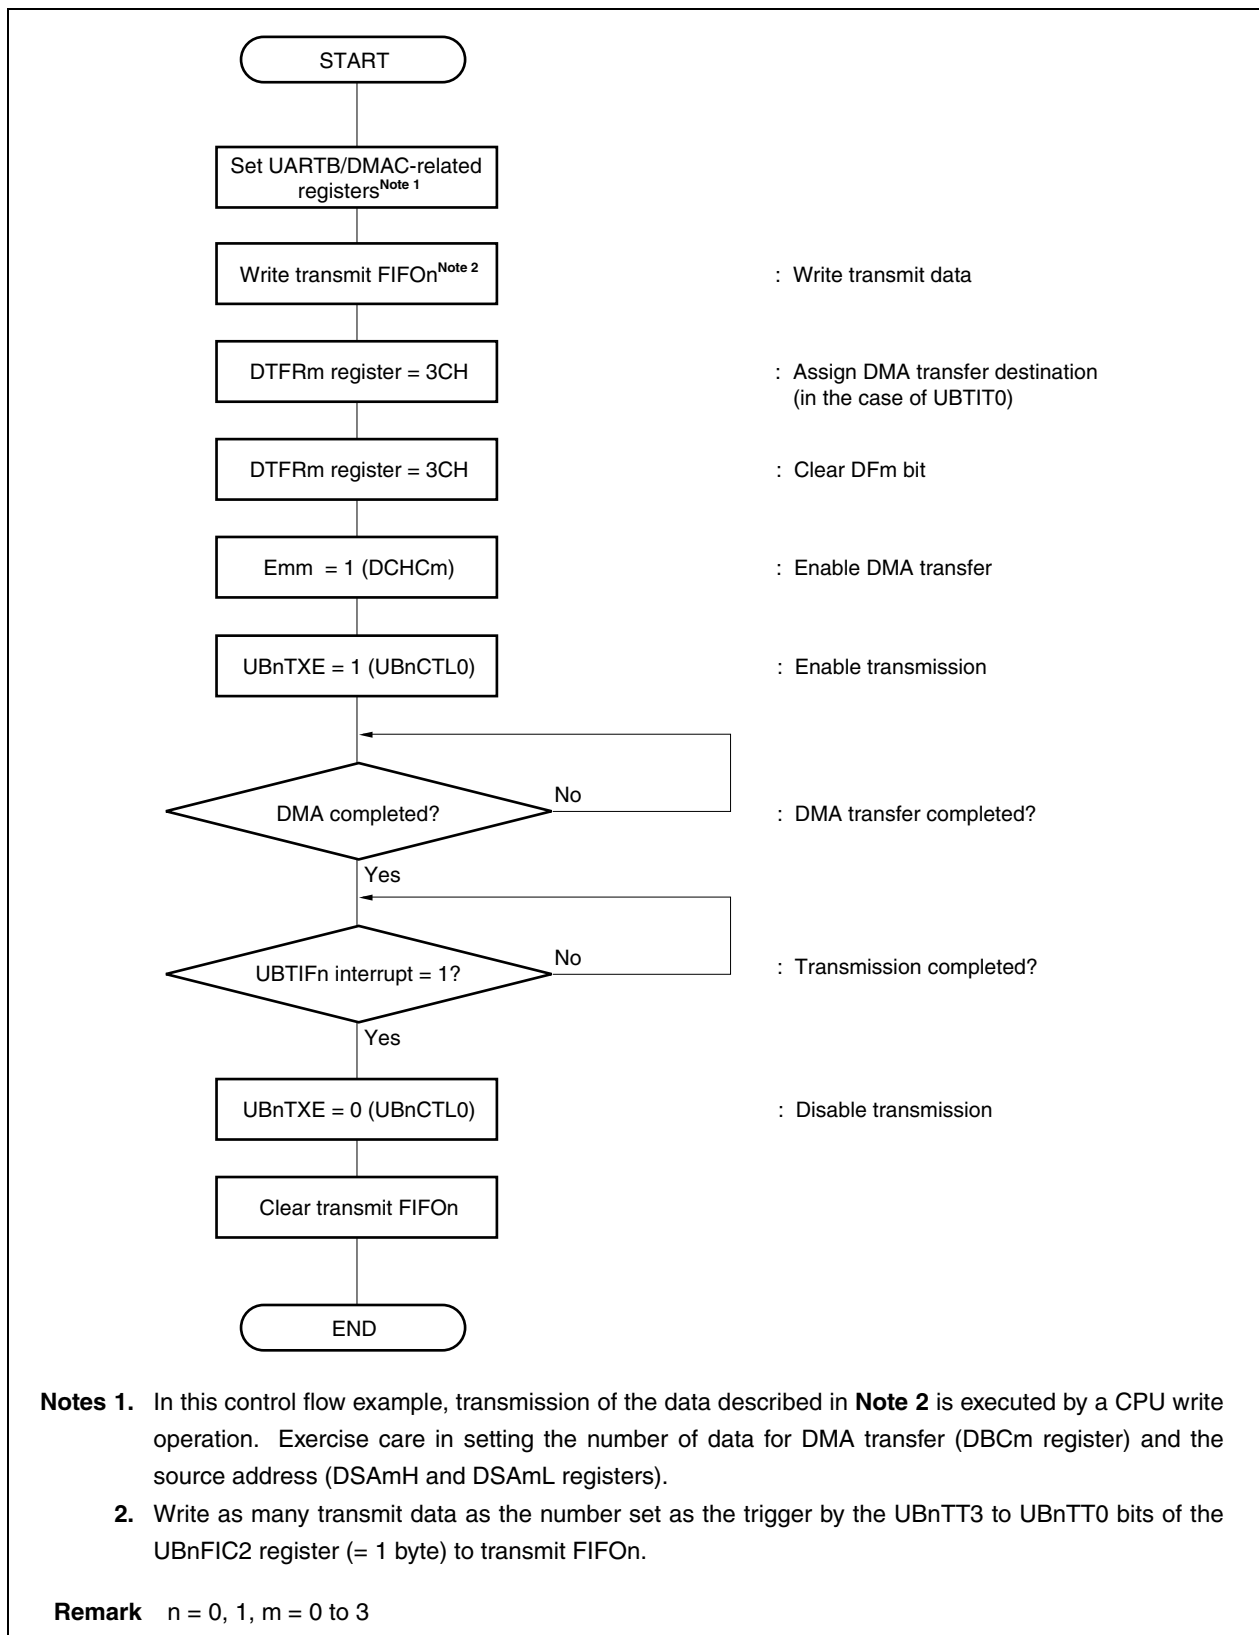 START
Set UARTB/DMAC-related
registersNote 1
Write transmit FIFOnNote 2
: Write transmit data
DTFRm register = 3CH
: Assign DMA transfer destination
(in the case of UBTIT0)
DTFRm register = 3CH
: Clear DFm bit
Emm = 1 (DCHCm)
: Enable DMA transfer
UBnTXE = 1 (UBnCTL0)
: Enable transmission
DMA completed?
No
: DMA transfer completed?
Yes
UBTIFn interrupt = 1?
No
: Transmission completed?
Yes
UBnTXE = 0 (UBnCTL0)
: Disable transmission
Clear transmit FIFOn
END
Notes 1. In this control flow example, transmission of the data described in Note 2 is executed by a CPU write
operation. Exercise care in setting the number of data for DMA transfer (DBCm register) and the
source address (DSAmH and DSAmL registers).
2. Write as many transmit data as the number set as the trigger by the UBnTT3 to UBnTT0 bits of the
UBnFIC2 register (= 1 byte) to transmit FIFOn.
Remark n = 0, 1, m = 0 to 3